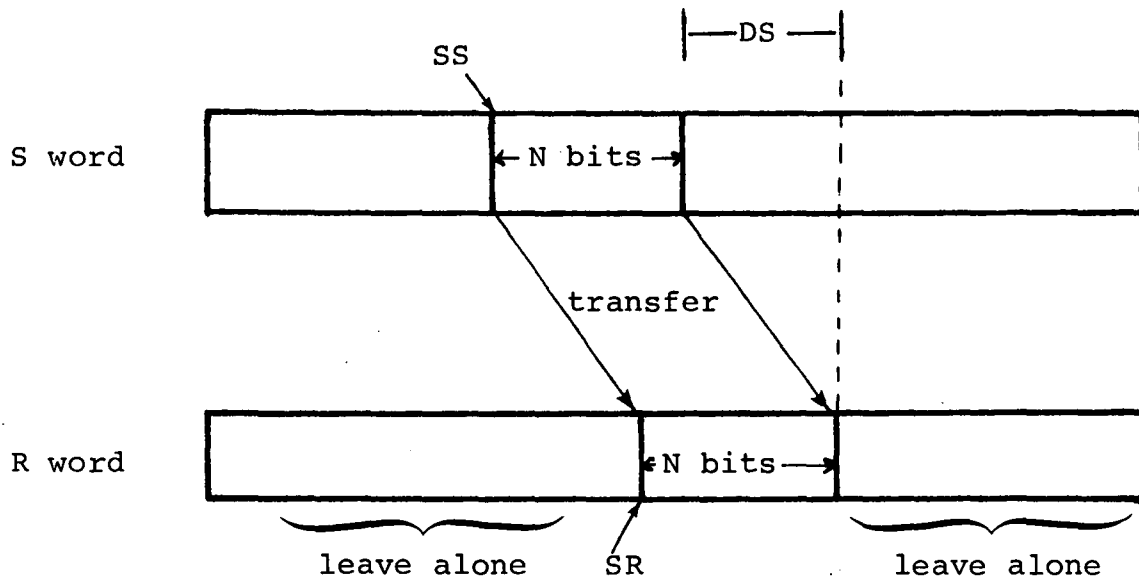 DS
SS
S word
N bits
transfer
R word
N bits
leave alone
SR
leave alone